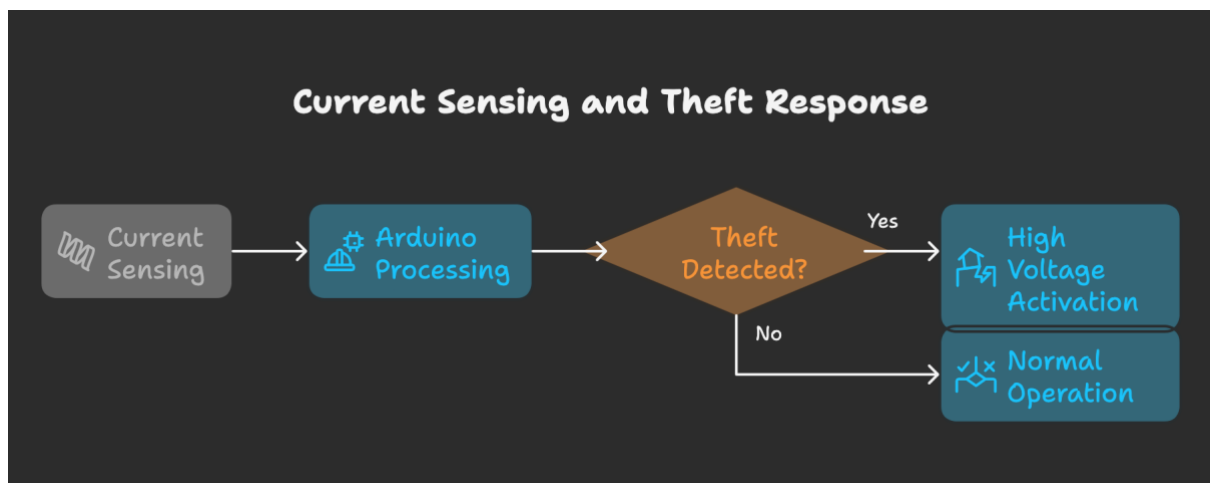 Current Sensing and Theft Response
Current
Sensing
Arduino
Processing
Theft
Detected?
Yes
High
Voltage
Activation
No
Normal
Operation